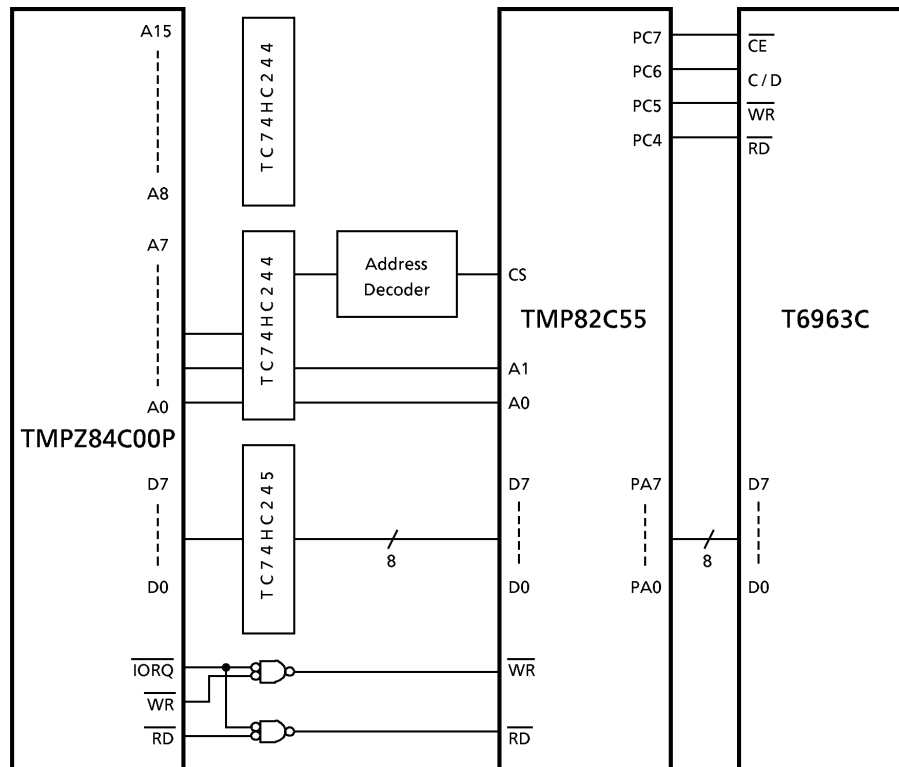 A15
A8
A7
A0
TMPZ84C00P
D7
D0
IORQ
WR
RD
TC74HC244
TC74HC244
TC74HC245
Address
Decoder
8
CS
A1
A0
TMP82C55
D7
D0
WR
RD
PC7
PC6
PC5
PC4
PA7
PA0
8
CE
C / D
WR
RD
T6963C
D7
D0